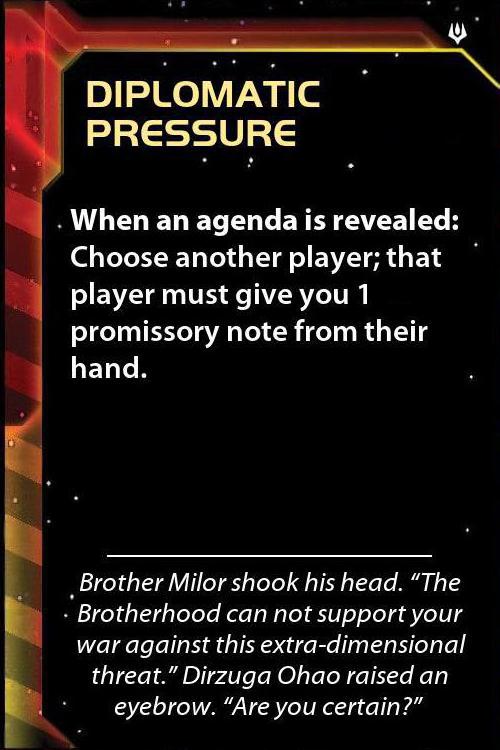 DIPLOMATIC
PRESSURE
When an agenda is revealed:
Choose another player; that
player must give you 1
promissory note from their
hand.
Brother Milor shook his head. “The
Brotherhood can not support your
war against this extra-dimensional
threat.” Dirzuga Ohao raised an
eyebrow. “Are you certain?”